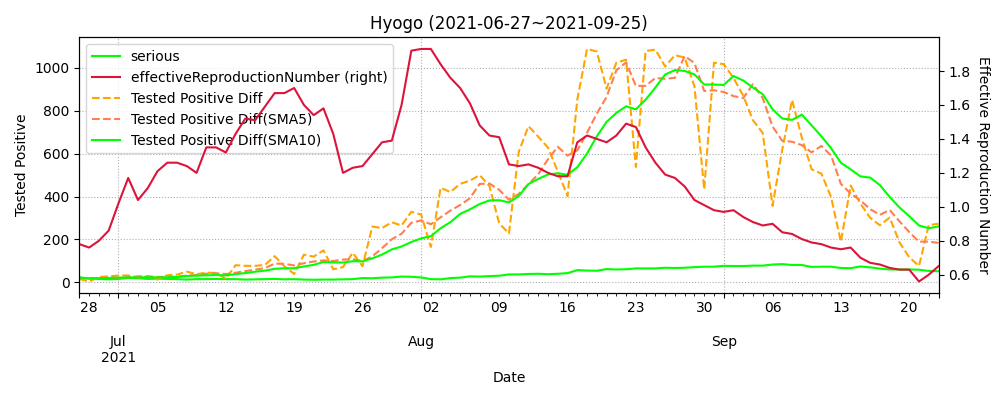 Hyogo (2021-06-27~2021-09-25)
serious
effectiveReproductionNumber (right)
Tested Positive Diff
Tested Positive Diff(SMA5)
Tested Positive Diff(SMA10)
Tested Positive
1000
800
600
400
200
0
1.8
1.6
1.4
1.2
1.0
0.8
0.6
Effective Reproduction Number
28 05 12 19 26 02 09 16 23 30 06 13 20
Jul Aug Sep
2021
Date